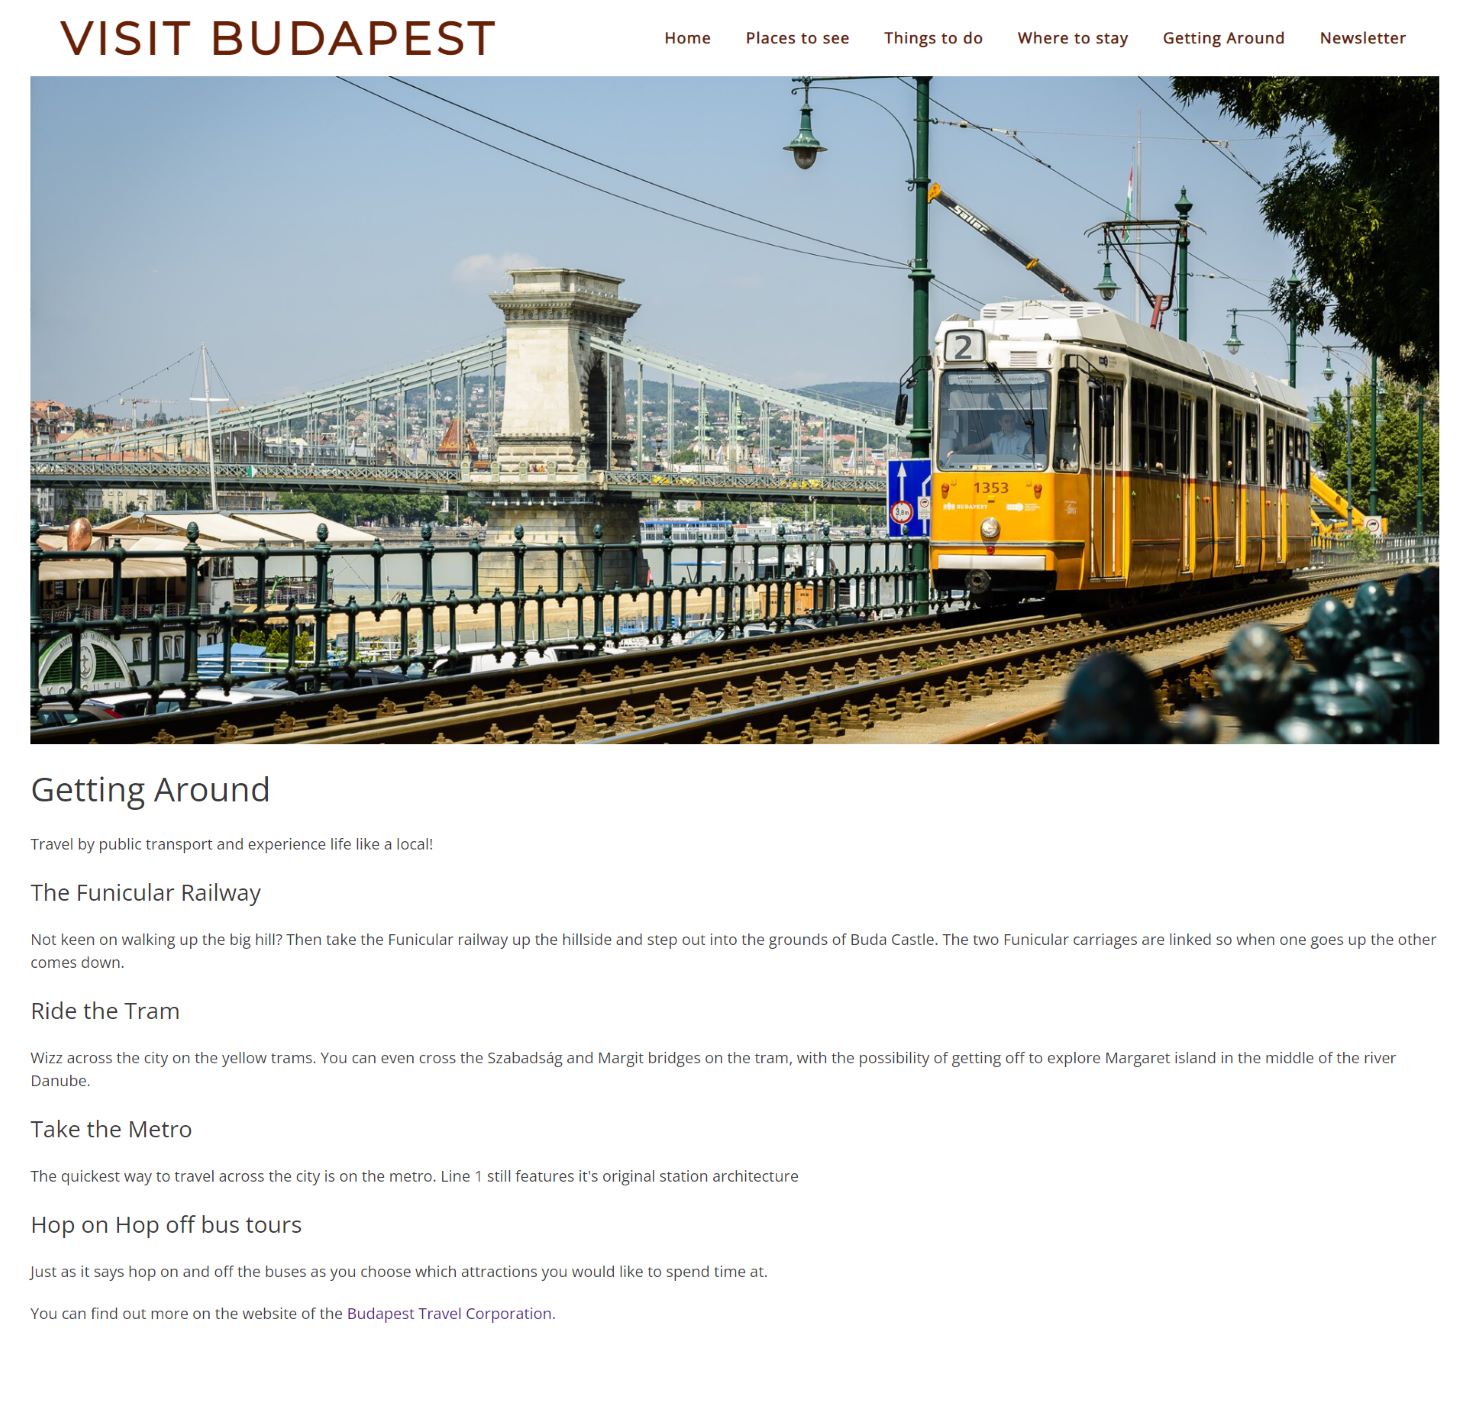 VISIT BUDAPEST
Home Places to see Things to do Where to stay Getting Around Newsletter
2
1353
BUDAPEST
3,6m
Getting Around
Travel by public transport and experience life like a local!
The Funicular Railway
Not keen on walking up the big hill? Then take the Funicular railway up the hillside and step out into the grounds of Buda Castle. The two Funicular carriages are linked so when one goes up the other
comes down.
Ride the Tram
Wizz across the city on the yellow trams. You can even cross the Szabadság and Margit bridges on the tram, with the possibility of getting off to explore Margaret island in the middle of the river
Danube.
Take the Metro
The quickest way to travel across the city is on the metro. Line 1 still features it's original station architecture
Hop on Hop off bus tours
Just as it says hop on and off the buses as you choose which attractions you would like to spend time at.
You can find out more on the website of the Budapest Travel Corporation.